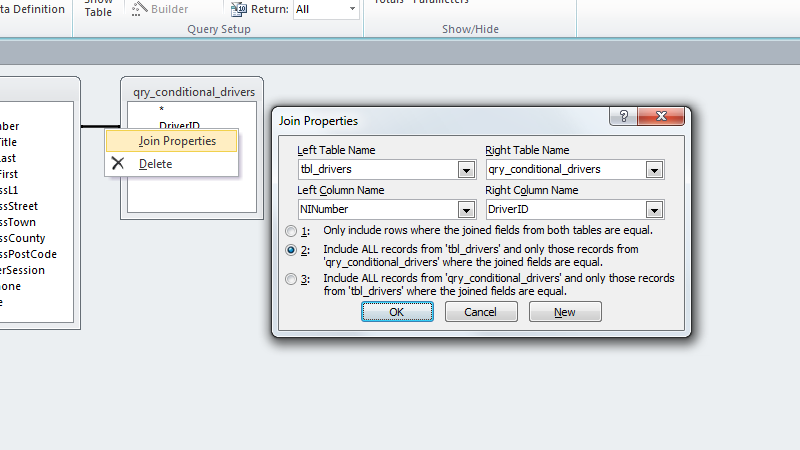 ta Definition
Show
Table
Builder
Return: All
Totals Parameters
Query Setup
Show/Hide
mber
Title
Last
First
ssL1
ssStreet
ssTown
ssCounty
ssPostCode
erSession
hone
e
qry_conditional_drivers
*
DriverID
Join Properties
Delete
Join Properties
Left Table Name
Right Table Name
tbl_drivers
qry_conditional_drivers
Left Column Name
Right Column Name
NINumber
DriverID
1: Only include rows where the joined fields from both tables are equal.
2: Include ALL records from 'tbl_drivers' and only those records from
'qry_conditional_drivers' where the joined fields are equal.
3: Include ALL records from 'qry_conditional_drivers' and only those records
from 'tbl_drivers' where the joined fields are equal.
OK
Cancel
New